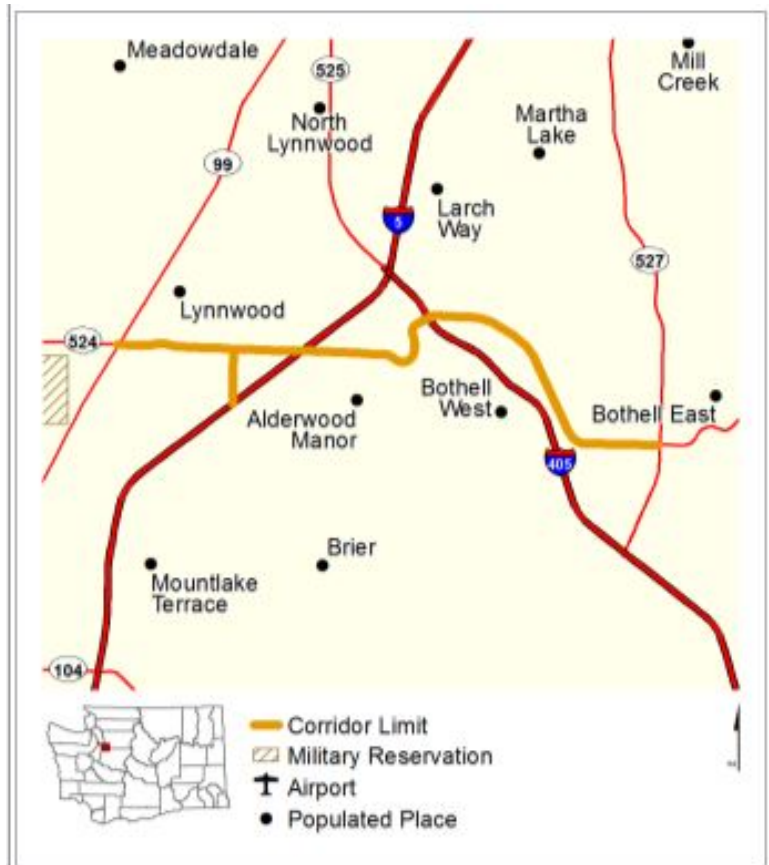 Meadowdale
525
Mill
Creek
North
Lynnwood
Martha
Lake
99
Larch
Way
5
527
Lynnwood
524
Bothell
West
Bothell East
Alderwood
Manor
405
Brier
Mountlake
Terrace
104
Corridor Limit
Military Reservation
Airport
Populated Place